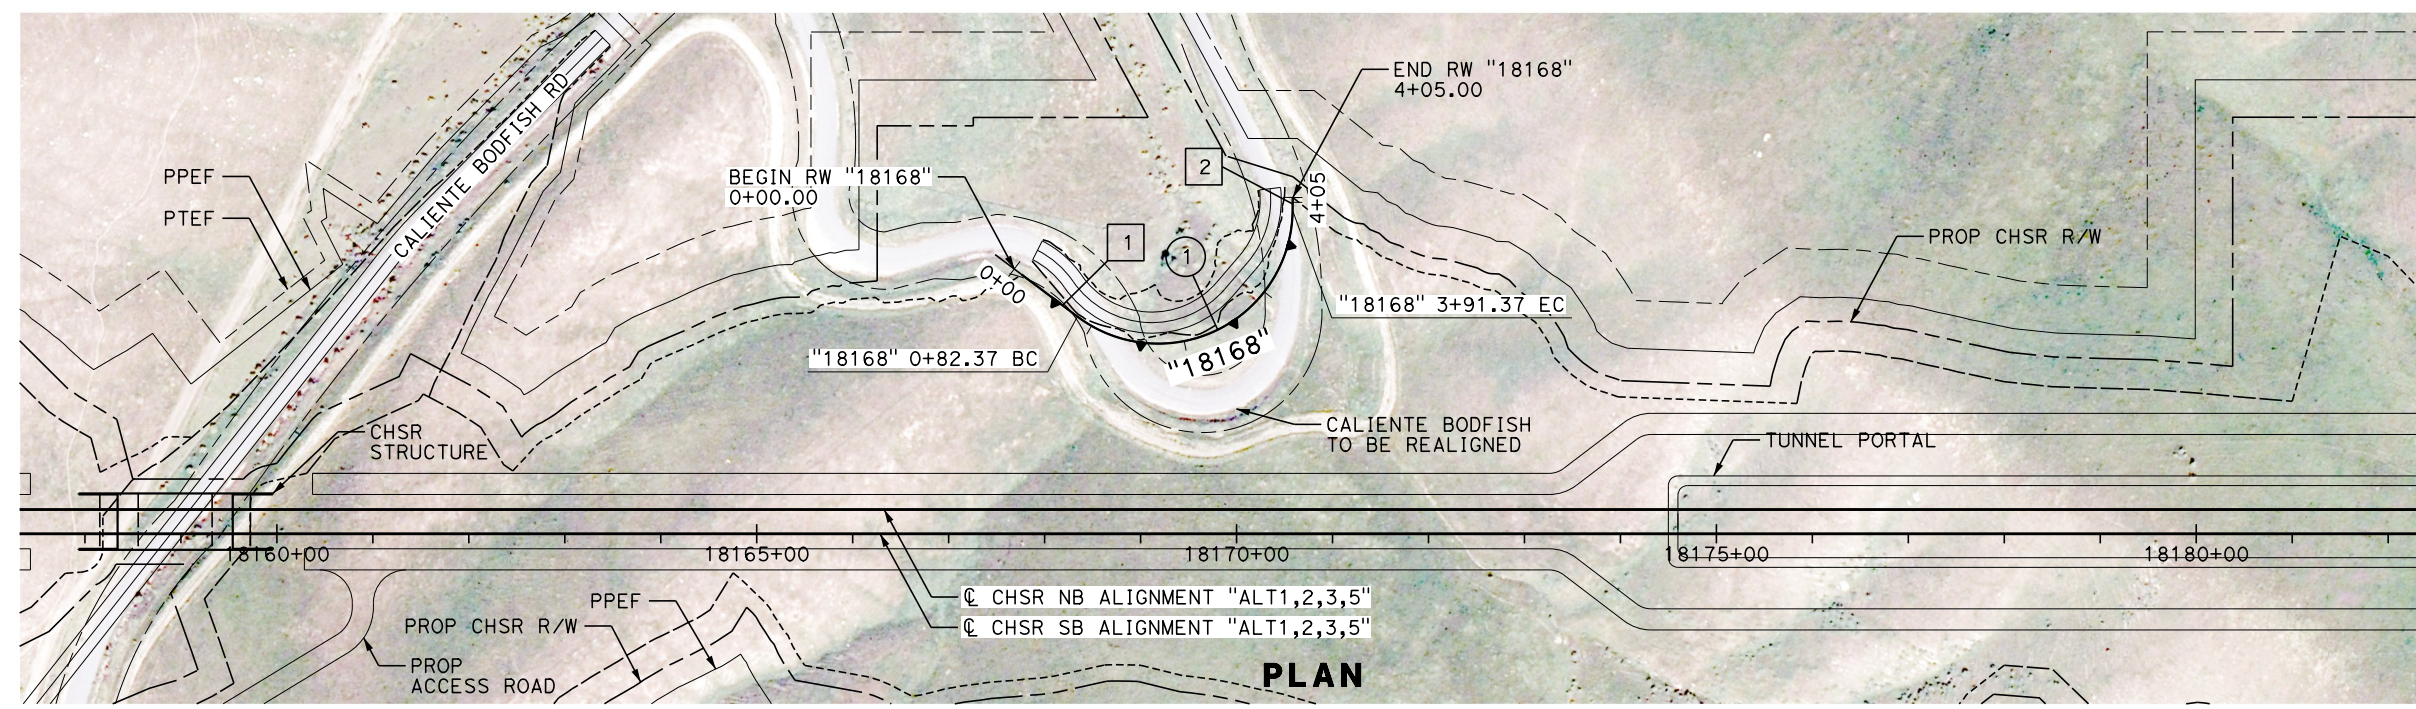 END RW "18168"
4+05.00
CALIENTE BODFISH RD
PPEF
BEGIN RW "18168"
0+00.00
2
4+05
PTEF
1
1
PROP CHSR R/W
0+00
"18168" 3+91.37 EC
"18168" 0+82.37 BC
"18168"
CHSR
STRUCTURE
CALIENTE BODFISH
TO BE REALIGNED
TUNNEL PORTAL
18160+00
18165+00
18170+00
18175+00
18180+00
℄ CHSR NB ALIGNMENT "ALT1,2,3,5"
℄ CHSR SB ALIGNMENT "ALT1,2,3,5"
PPEF
PROP CHSR R/W
PROP
ACCESS ROAD
PLAN